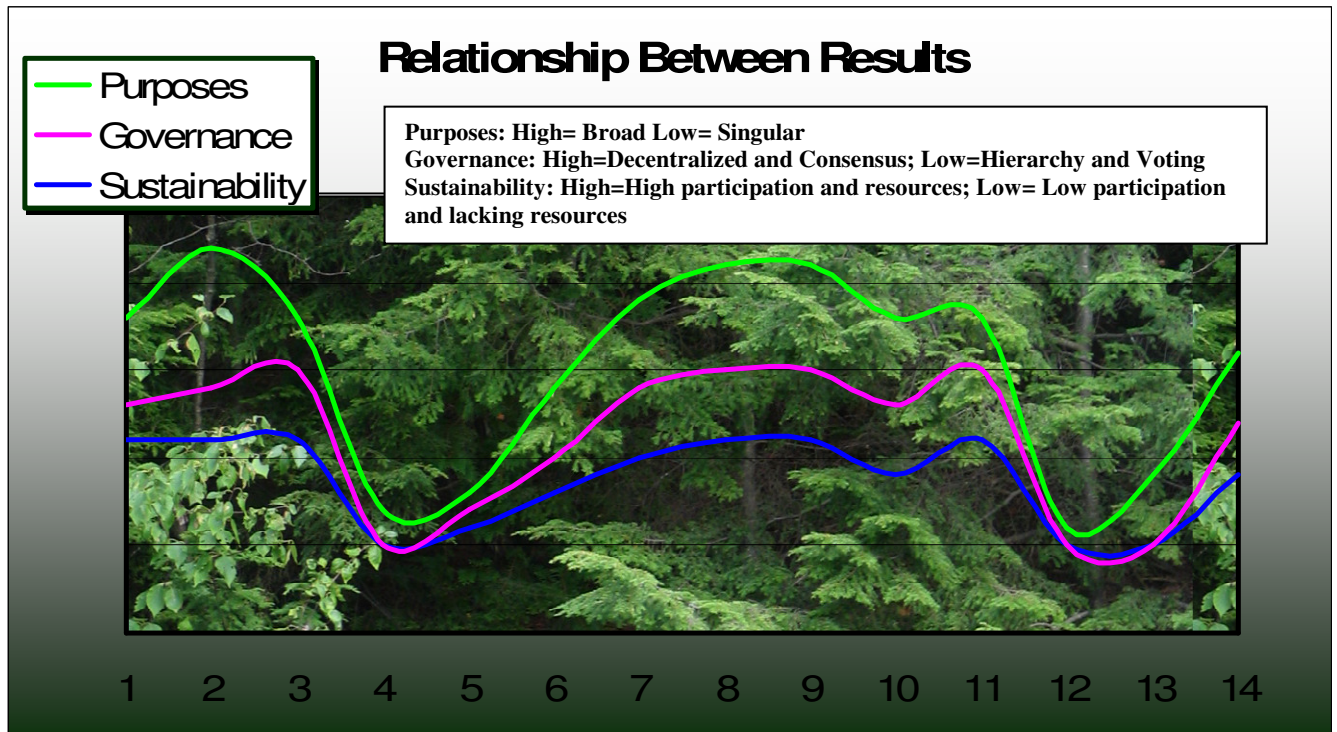 Relationship Between Results
Purposes
Governance
Sustainability
Purposes: High= Broad Low= Singular
Governance: High=Decentralized and Consensus; Low=Hierarchy and Voting
Sustainability: High=High participation and resources; Low= Low participation
and lacking resources
1 2 3 4 5 6 7 8 9 10 11 12 13 14